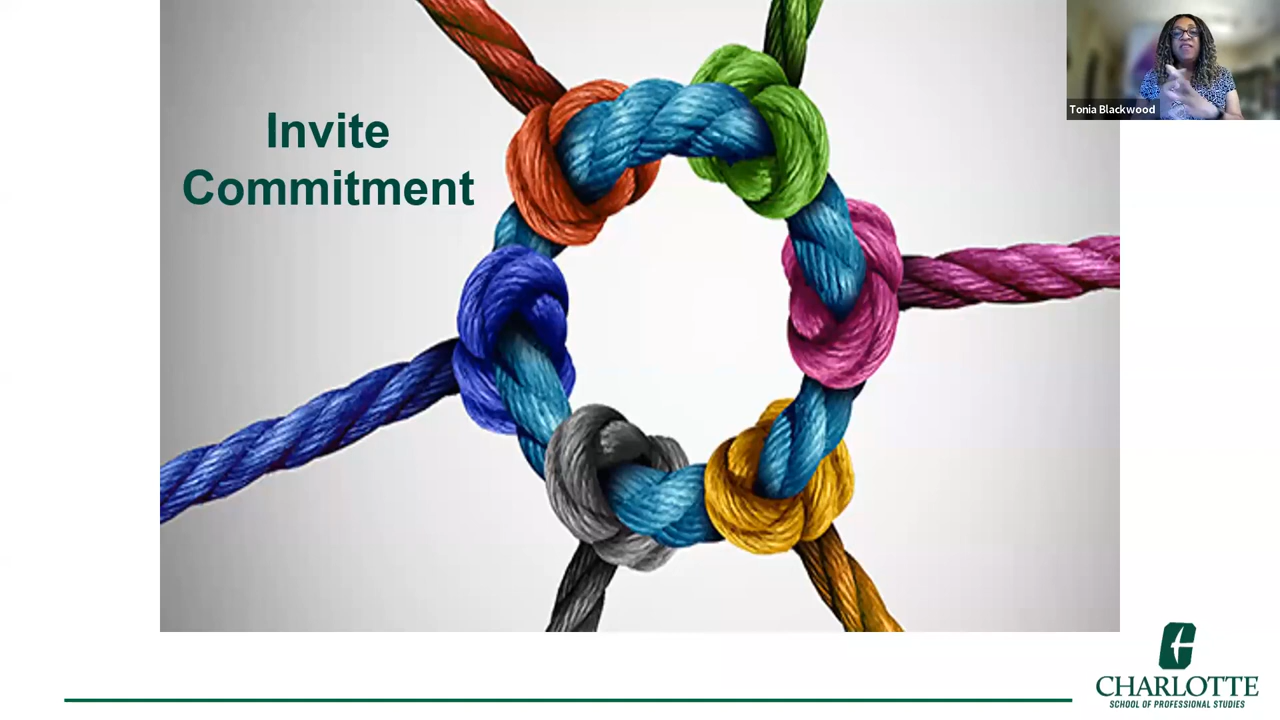 Invite
Commitment
Tonia Blackwood
CHARLOTTE
SCHOOL OF PROFESSIONAL STUDIES